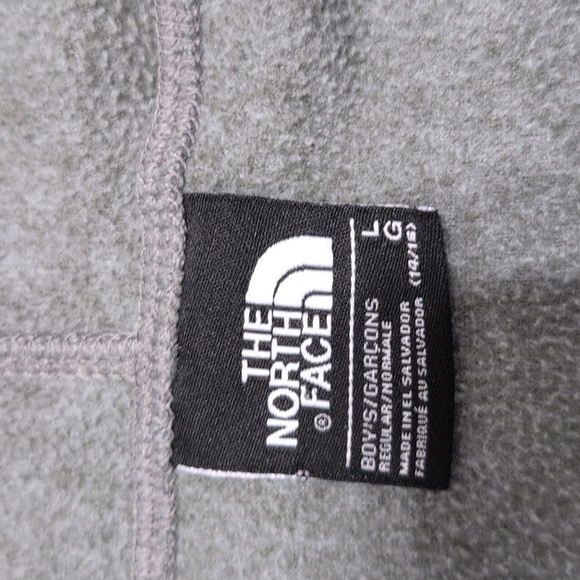 THE
NORTH
FACE
®
BOY'S/GARÇONS L
REGULAR/NORMALE G
MADE IN EL SALVADOR (14/16)
FABRIQUÉ AU SALVADOR